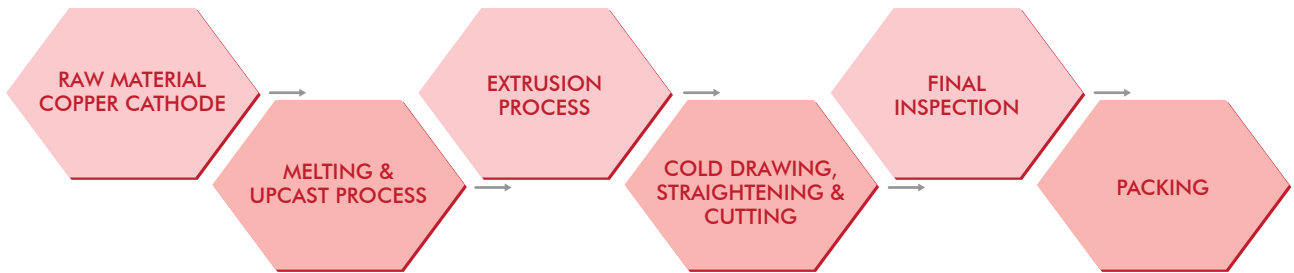 RAW MATERIAL
COPPER CATHODE
MELTING &
UPCAST PROCESS
EXTRUSION
PROCESS
COLD DRAWING,
STRAIGHTENING &
CUTTING
FINAL
INSPECTION
PACKING